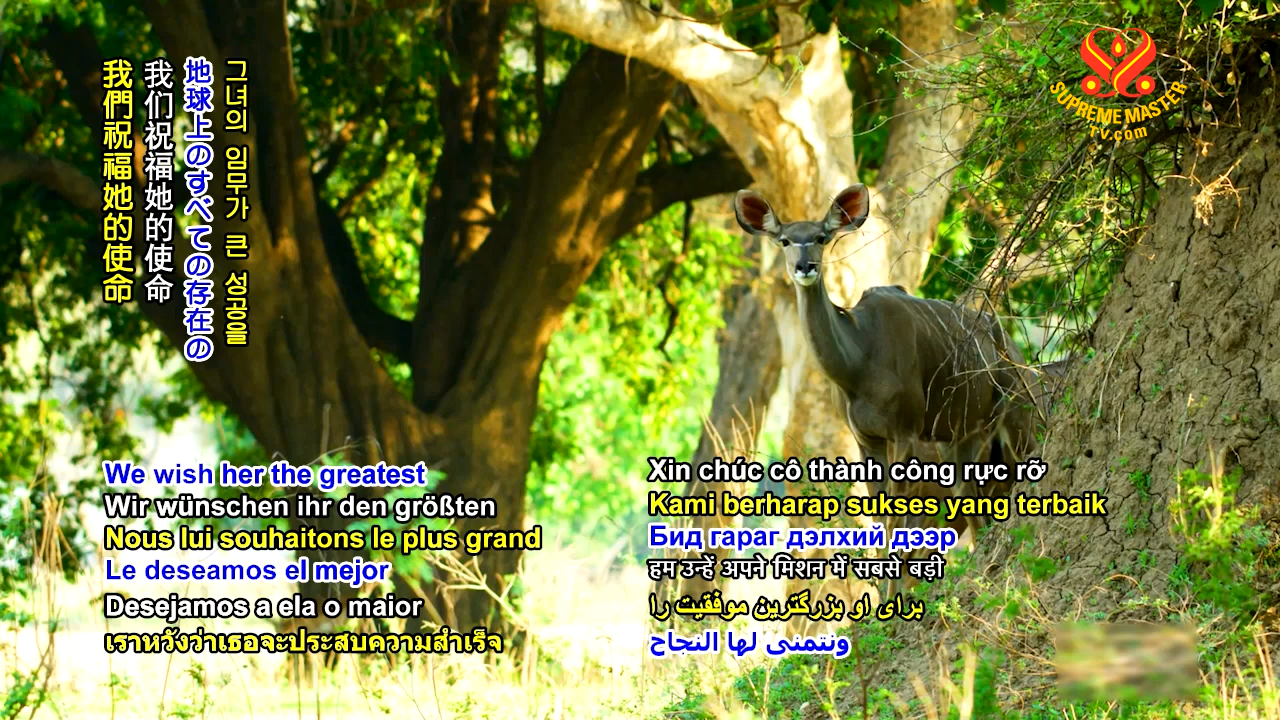 我們祝福她的使命
我们祝福她的使命
地球上のすべての存在の
그녀의 임무가 큰 성공을
SUPREME MASTER
TV.com
We wish her the greatest
Wir wünschen ihr den größten
Nous lui souhaitons le plus grand
Le deseamos el mejor
Desejamos a ela o maior
เราหวังว่าเธอจะประสบความสำเร็จ
Xin chúc cô thành công rực rỡ
Kami berharap sukses yang terbaik
Бид гараг дэлхий дээр
हम उन्हें अपने मिशन में सबसे बड़ी
برای او بزرگترین موفقیت را
ونتمنى لها النجاح